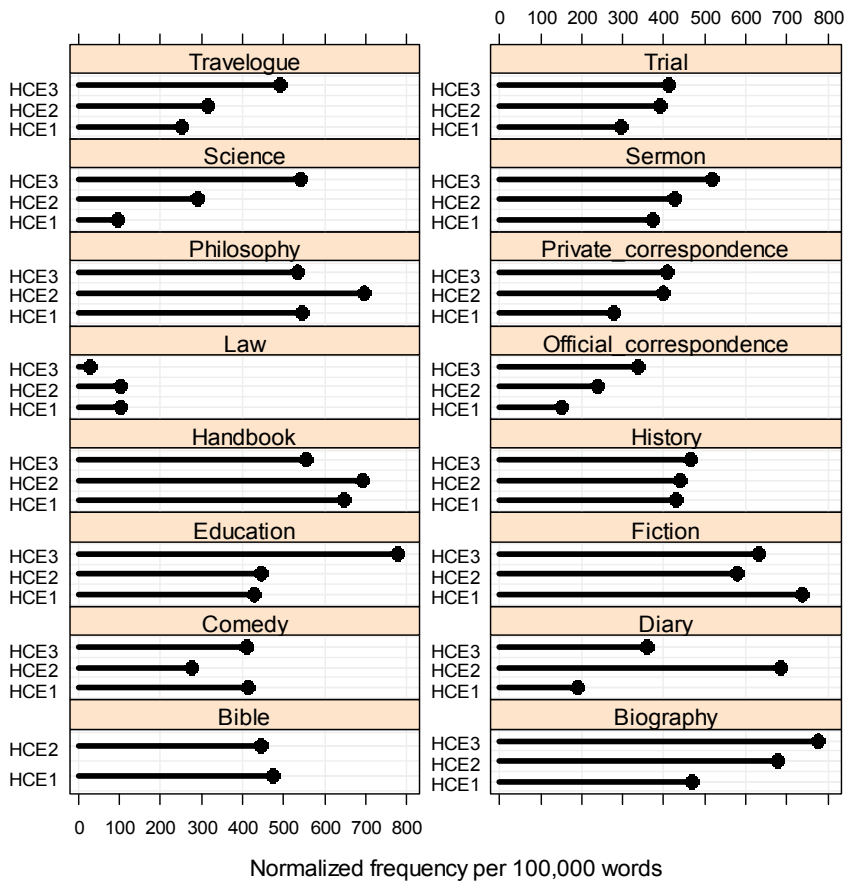 0 100 200 300 400 500 600 700 800
Travelogue
HCE3
HCE2
HCE1
Science
HCE3
HCE2
HCE1
Philosophy
HCE3
HCE2
HCE1
Law
HCE3
HCE2
HCE1
Handbook
HCE3
HCE2
HCE1
Education
HCE3
HCE2
HCE1
Comedy
HCE3
HCE2
HCE1
Bible
HCE2
HCE1
Trial
HCE3
HCE2
HCE1
Sermon
HCE3
HCE2
HCE1
Private_correspondence
HCE3
HCE2
HCE1
Official_correspondence
HCE3
HCE2
HCE1
History
HCE3
HCE2
HCE1
Fiction
HCE3
HCE2
HCE1
Diary
HCE3
HCE2
HCE1
Biography
HCE3
HCE2
HCE1
0 100 200 300 400 500 600 700 800
Normalized frequency per 100,000 words